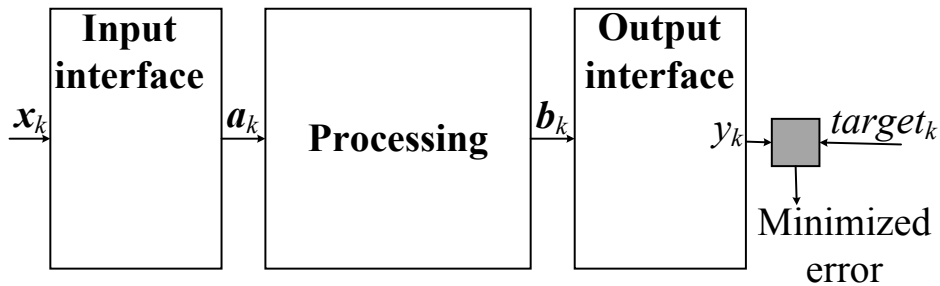 Input
interface
Output
interface
x_k
a_k
Processing
b_k
y_k
target_k
Minimized
error